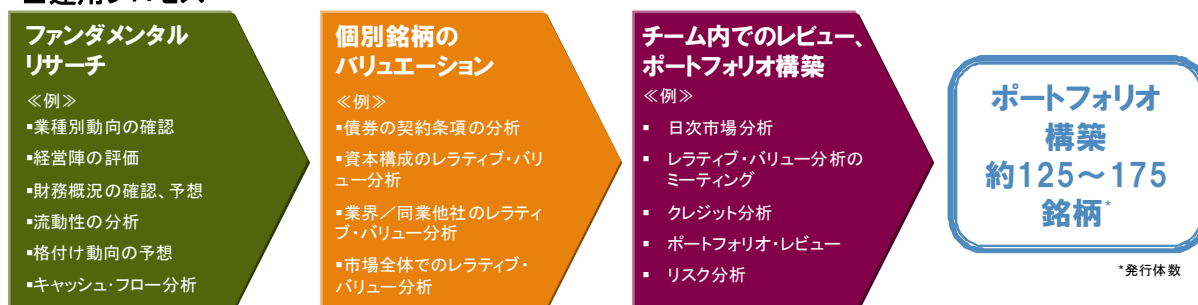 ファンダメンタル
リサーチ
≪例≫
▪業種別動向の確認
▪経営陣の評価
▪財務概況の確認、予想
▪流動性の分析
▪格付け動向の予想
▪キャッシュ・フロー分析
個別銘柄の
バリュエーション
≪例≫
▪債券の契約条項の分析
▪資本構成のレラティブ・バリ
ュー分析
▪業界／同業他社のレラティ
ブ・バリュー分析
▪市場全体でのレラティブ・
バリュー分析
チーム内でのレビュー、
ポートフォリオ構築
≪例≫
▪ 日次市場分析
▪ レラティブ・バリュー分析の
ミーティング
▪ クレジット分析
▪ ポートフォリオ・レビュー
▪ リスク分析
ポートフォリオ
構築
約125～175
銘柄*
*発行体数